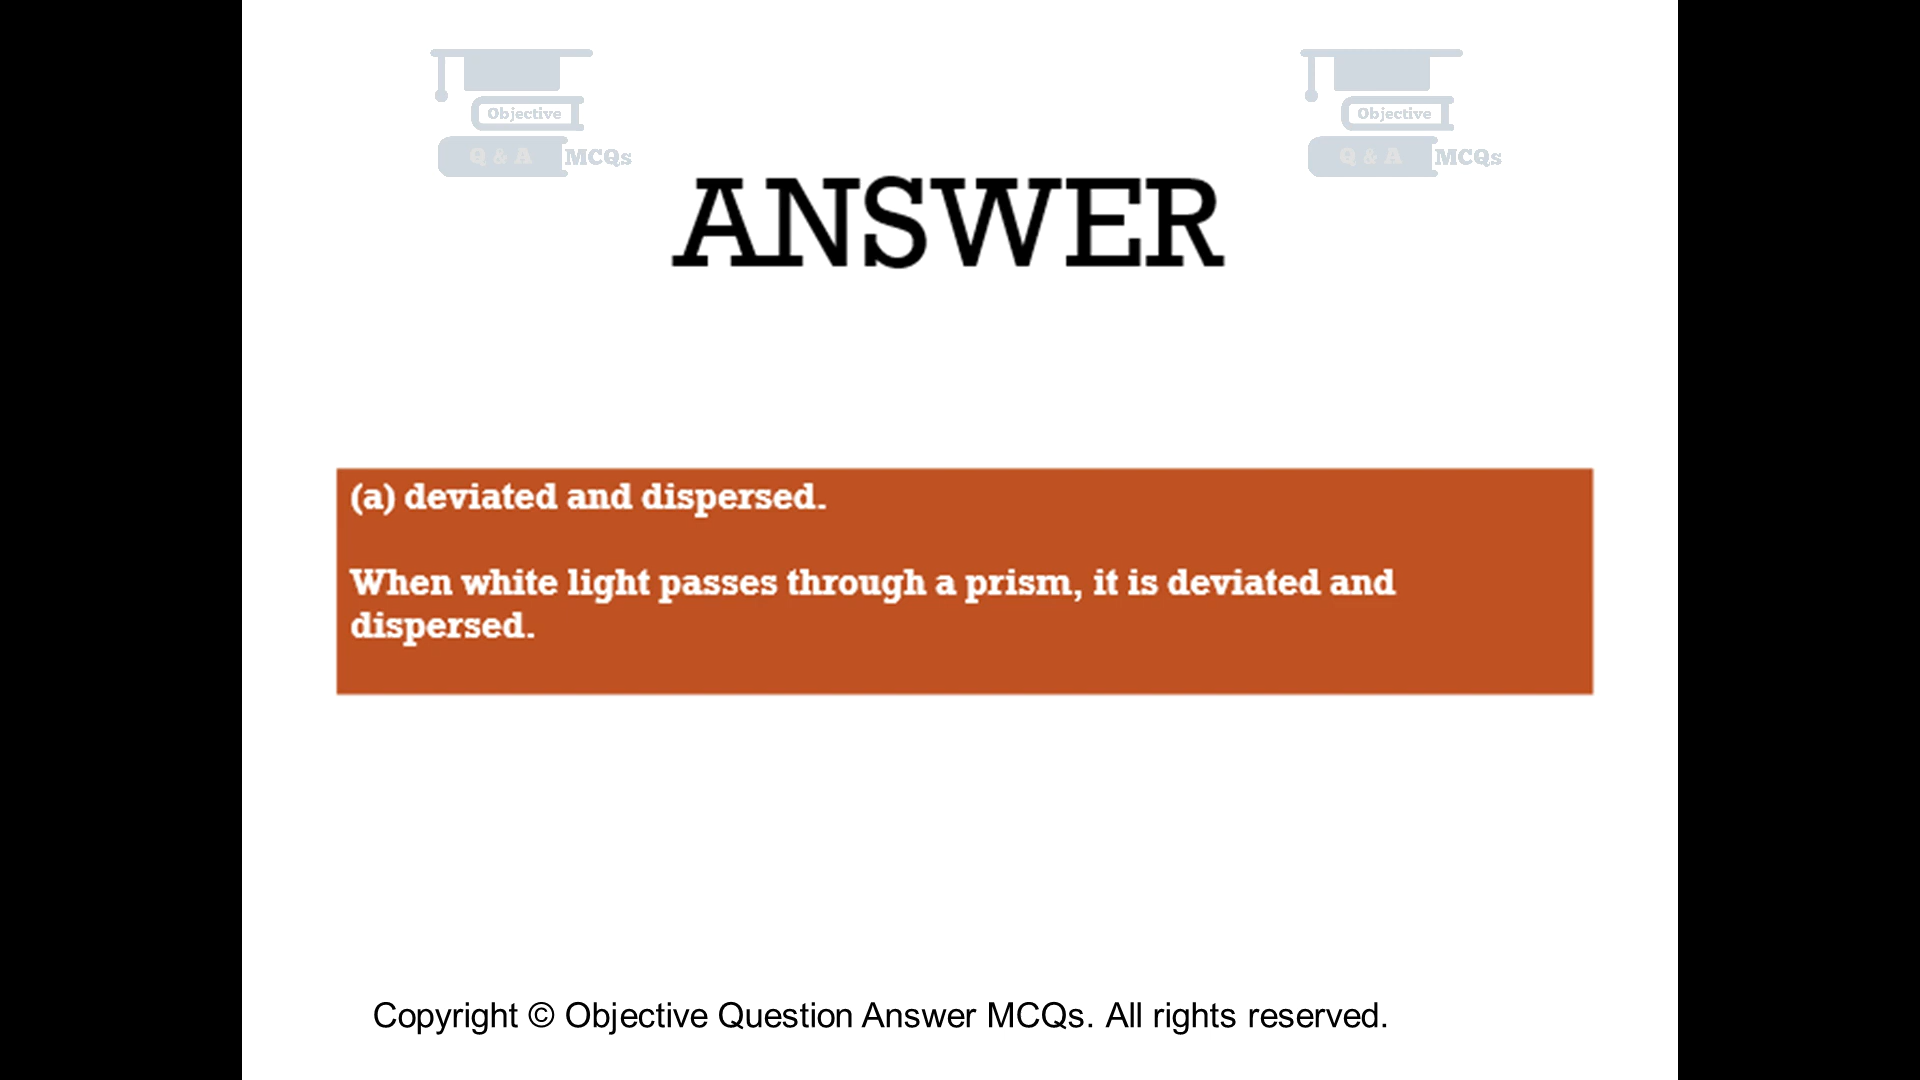 Objective
Q & A MCQs
Objective
Q & A MCQs
ANSWER
(a) deviated and dispersed.
When white light passes through a prism, it is deviated and
dispersed.
Copyright © Objective Question Answer MCQs. All rights reserved.